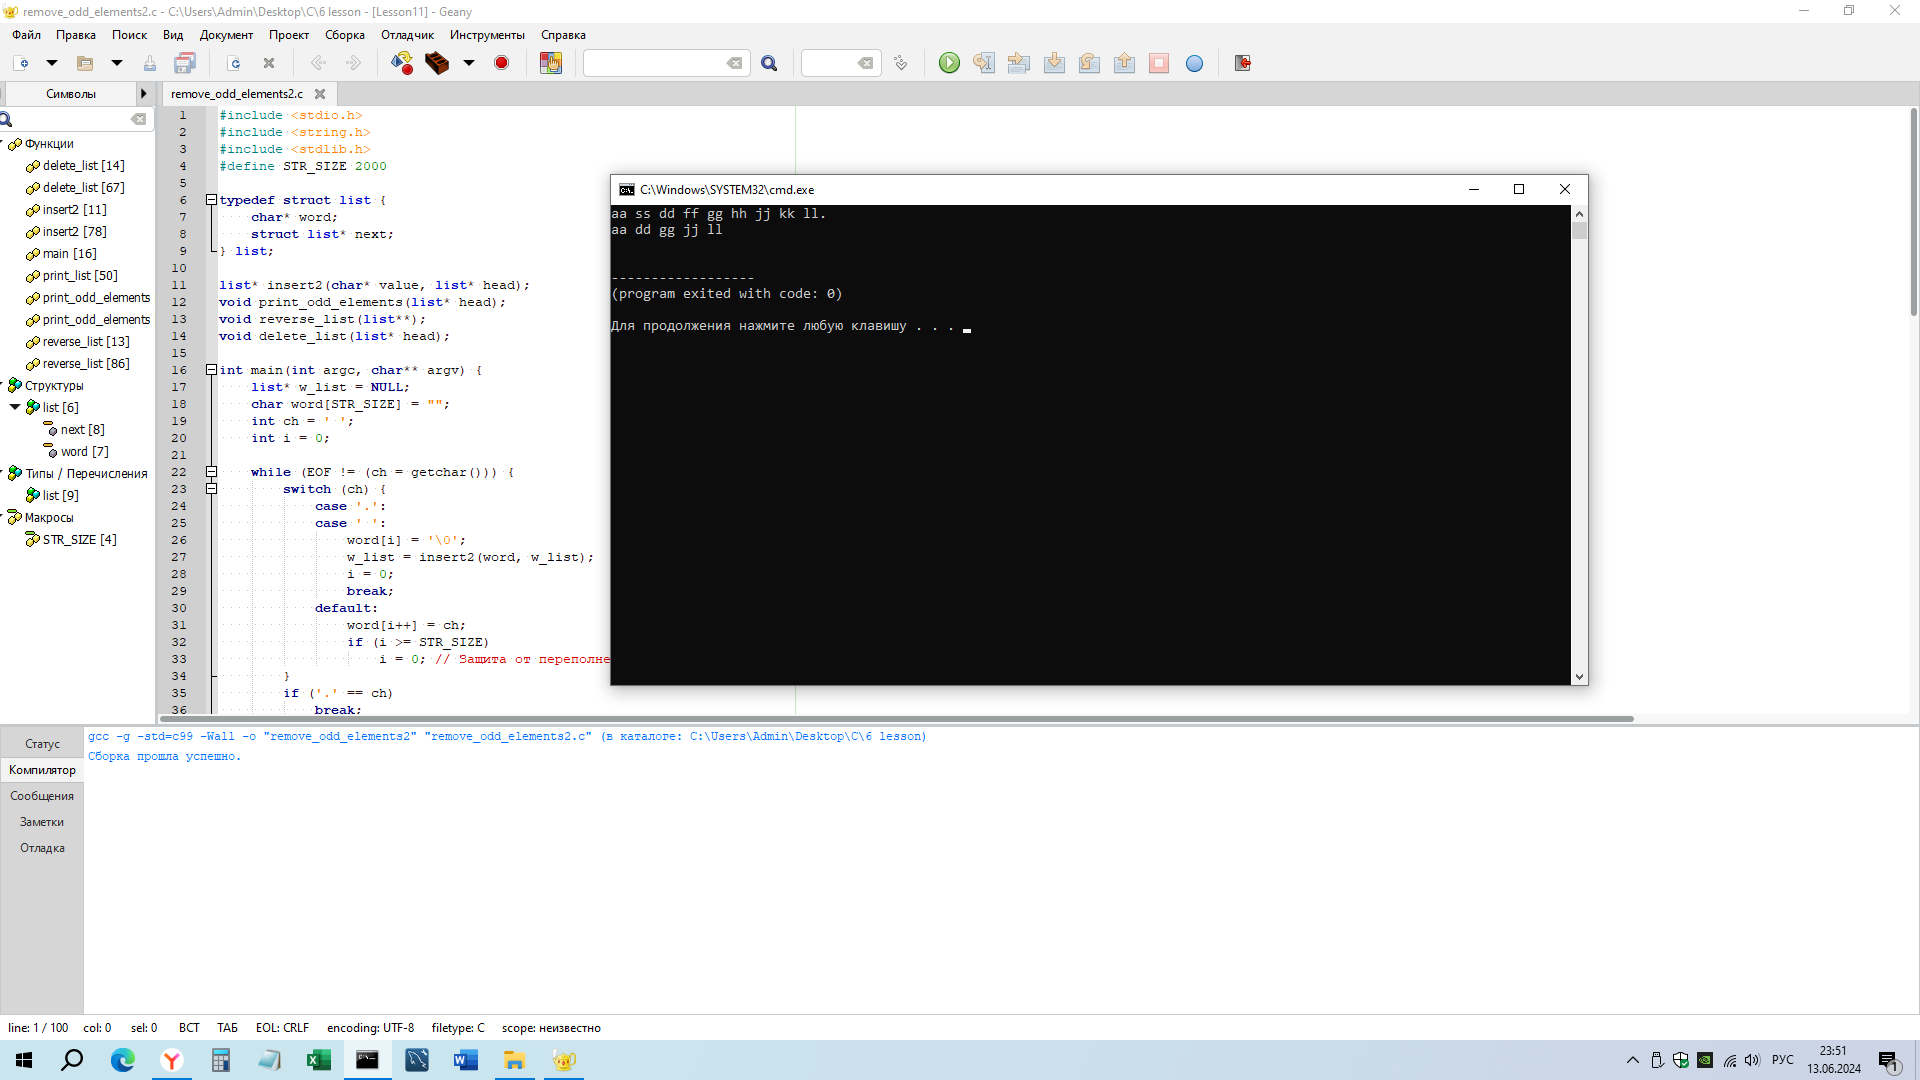 remove_odd_elements2.c - C:\Users\Admin\Desktop\C\6 lesson - [Lesson11] - Geany
Файл Правка Поиск Вид Документ Проект Сборка Отладчик Инструменты Справка
Символы
remove_odd_elements2.c
Функции
delete_list [14]
delete_list [67]
insert2 [11]
insert2 [78]
main [16]
print_list [50]
print_odd_elements
print_odd_elements
reverse_list [13]
reverse_list [86]
Структуры
list [6]
next [8]
word [7]
Типы / Перечисления
list [9]
Макросы
STR_SIZE [4]
1 #include <stdio.h>
2 #include <string.h>
3 #include <stdlib.h>
4 #define STR_SIZE 2000
5
6 typedef struct list {
7 char* word;
8 struct list* next;
9 } list;
10
11 list* insert2(char* value, list* head);
12 void print_odd_elements(list* head);
13 void reverse_list(list**);
14 void delete_list(list* head);
15
16 int main(int argc, char** argv) {
17 list* w_list = NULL;
18 char word[STR_SIZE] = "";
19 int ch = ' ';
20 int i = 0;
21
22 while (EOF != (ch = getchar())) {
23 switch (ch) {
24 case '.':
25 case ' ':
26 word[i] = '\0';
27 w_list = insert2(word, w_list);
28 i = 0;
29 break;
30 default:
31 word[i++] = ch;
32 if (i >= STR_SIZE)
33 i = 0; // Защита от переполне
34 }
35 if ('.' == ch)
36 break;
C:\Windows\SYSTEM32\cmd.exe
aa ss dd ff gg hh jj kk ll.
aa dd gg jj ll
------------------
(program exited with code: 0)
Для продолжения нажмите любую клавишу . . .
Статус
Компилятор
Сообщения
Заметки
Отладка
gcc -g -std=c99 -Wall -o "remove_odd_elements2" "remove_odd_elements2.c" (в каталоге: C:\Users\Admin\Desktop\C\6 lesson)
Сборка прошла успешно.
line: 1 / 100 col: 0 sel: 0 ВСТ ТАБ EOL: CRLF encoding: UTF-8 filetype: C scope: неизвестно
РУС
23:51
13.06.2024
1